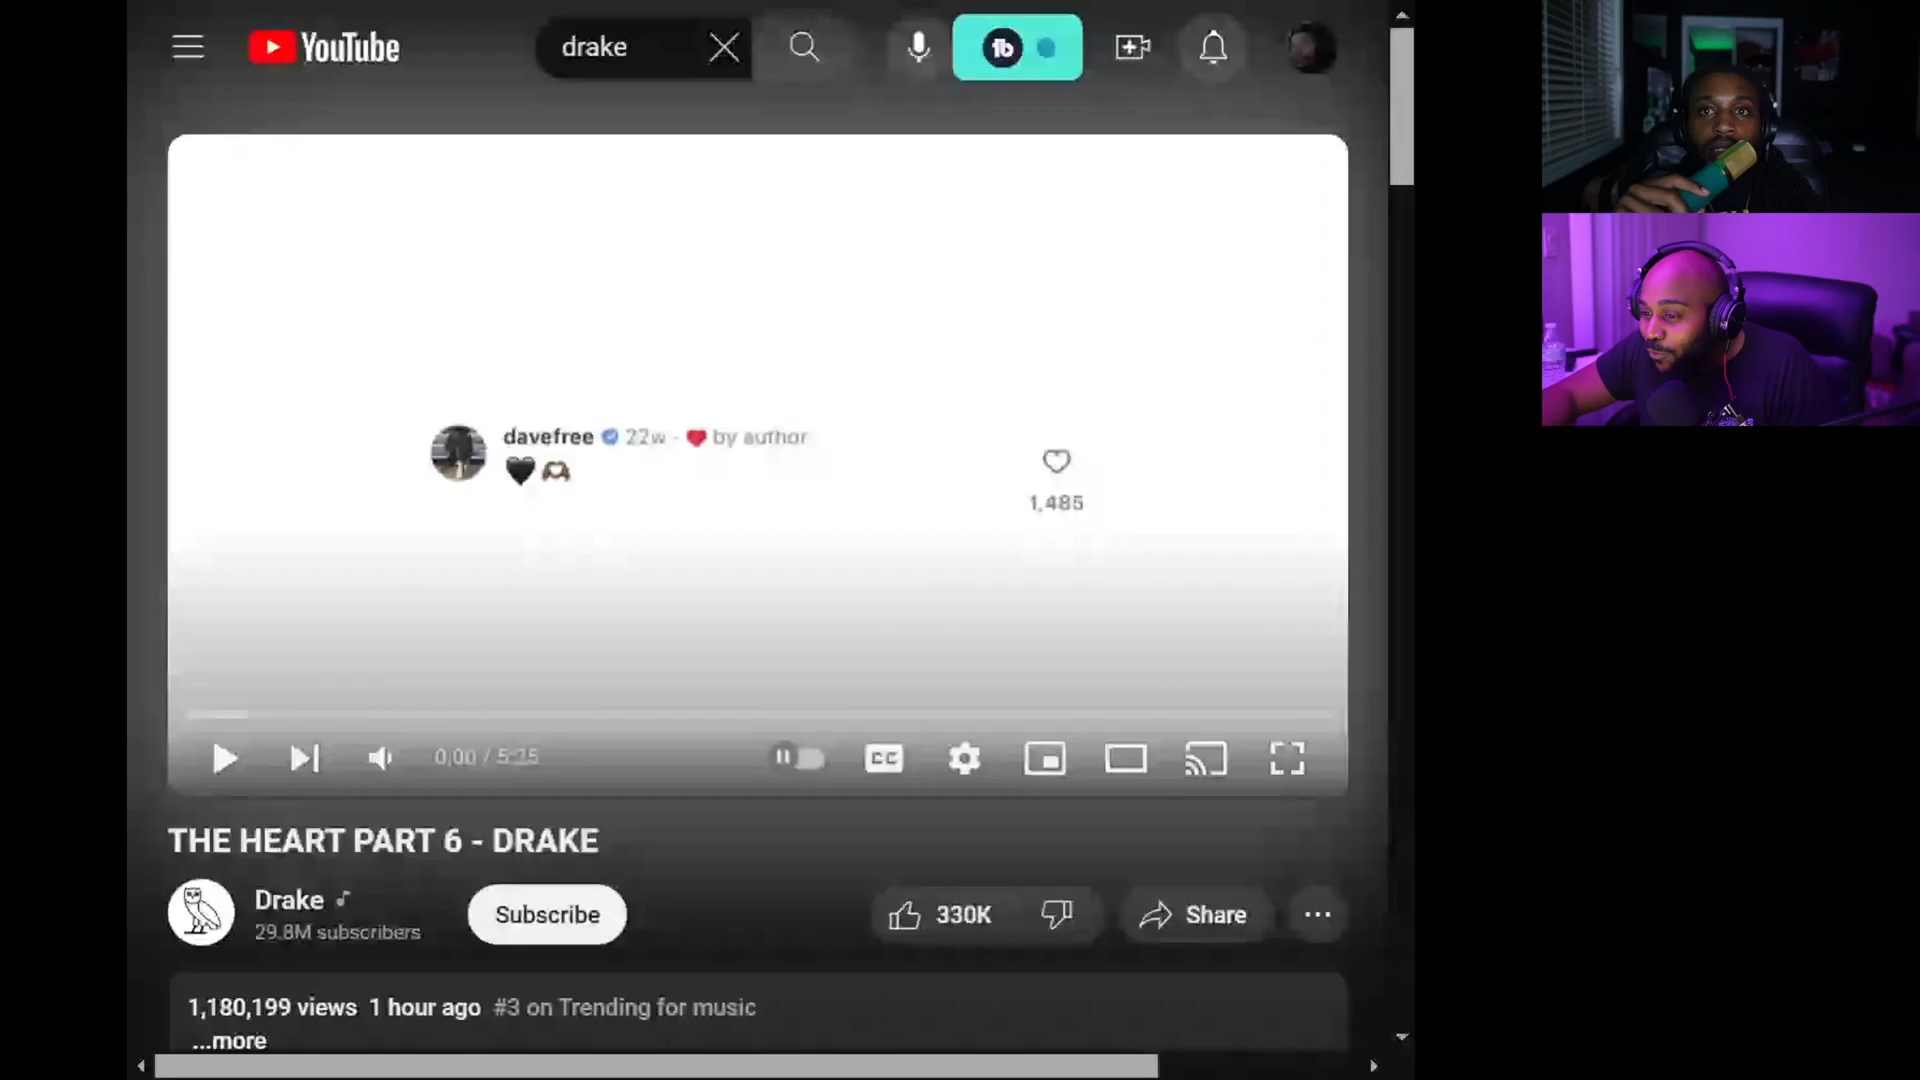 YouTube
drake
davefree 22w - by author
1,485
0:00 / 5:25
CC
THE HEART PART 6 - DRAKE
Drake
29.8M subscribers
Subscribe
330K
Share
1,180,199 views 1 hour ago #3 on Trending for music
...more